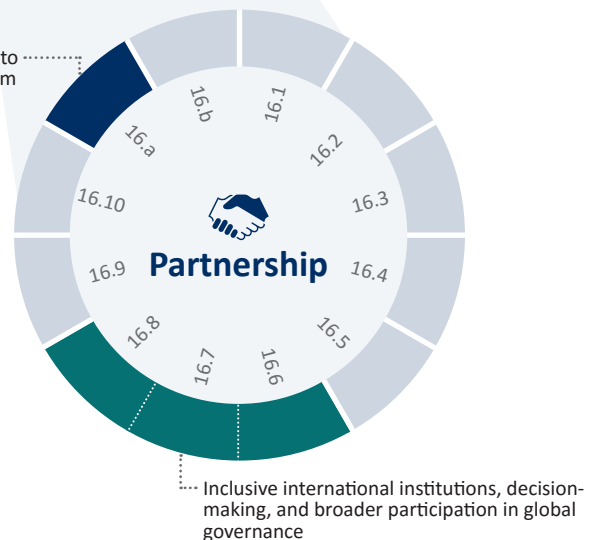 to
m
16.b
16.1
16.a
16.2
16.10
16.3
Partnership
16.9
16.4
16.8
16.5
16.7
16.6
Inclusive international institutions, decision-
making, and broader participation in global
governance